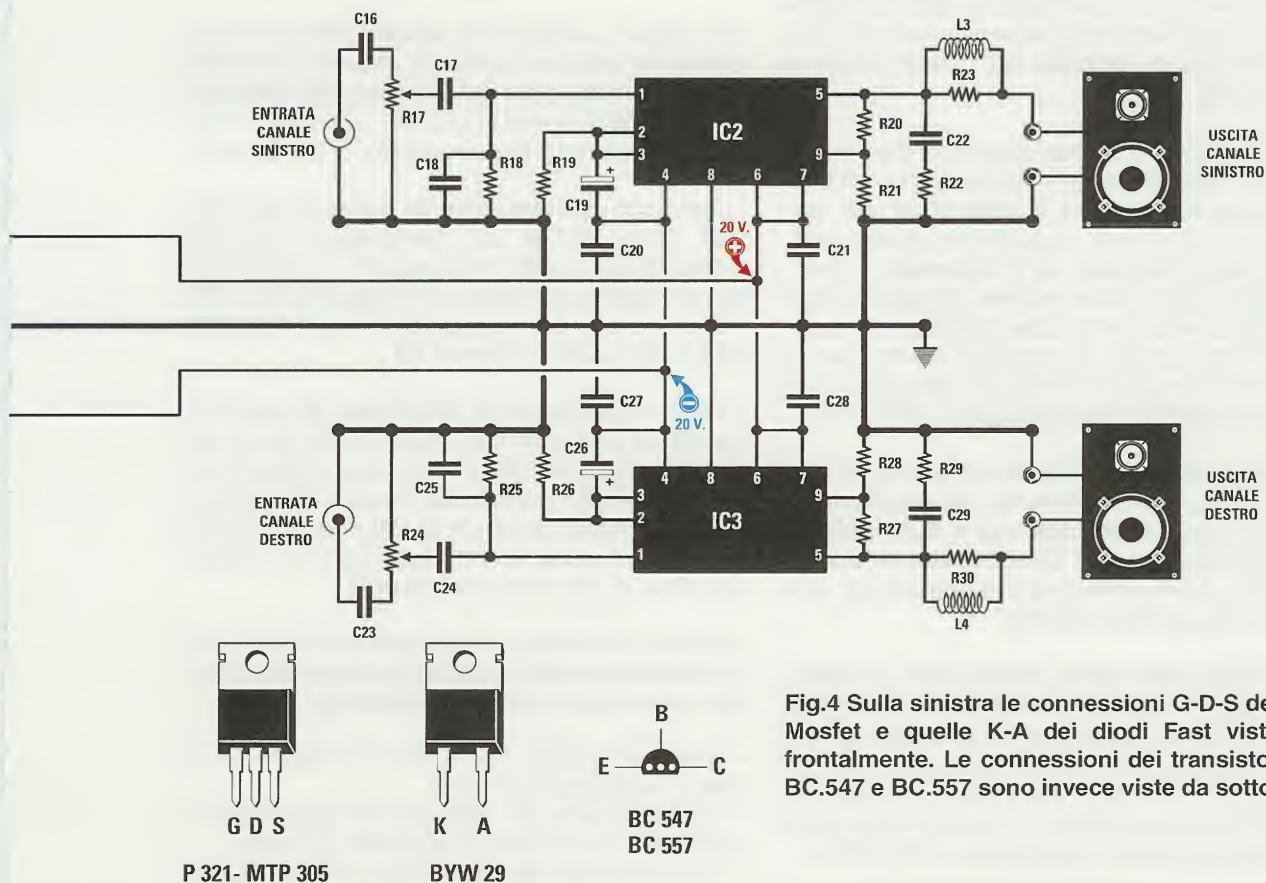 C16
C17
R17
ENTRATA
CANALE
SINISTRO
C18
R18
R19
C19
+
1
2
3
4
8
6
7
5
9
IC2
L3
R23
R20
R21
C22
R22
USCITA
CANALE
SINISTRO
C20
20 V.
+
C21
C27
20 V.
C28
C26
+
ENTRATA
CANALE
DESTRO
R24
C23
C24
C25
R25
R26
4
8
6
7
3
2
1
9
5
IC3
R28
R27
R29
C29
R30
L4
USCITA
CANALE
DESTRO
G D S
P 321- MTP 305
K A
BYW 29
B
E C
BC 547
BC 557
Fig.4 Sulla sinistra le connessioni G-D-S de
Mosfet e quelle K-A dei diodi Fast vist
frontalmente. Le connessioni dei transisto
BC.547 e BC.557 sono invece viste da sotto